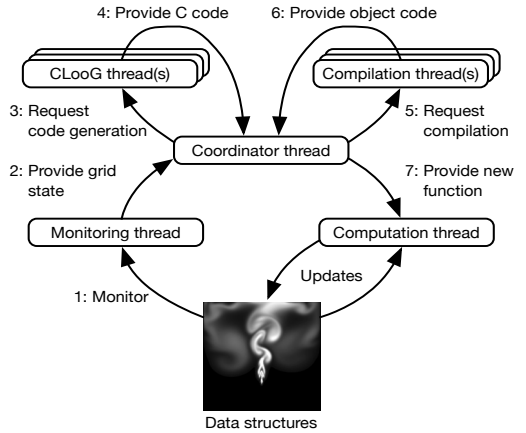 4: Provide C code
6: Provide object code
CLooG thread(s)
Compilation thread(s)
3: Request
code generation
5: Request
compilation
Coordinator thread
2: Provide grid
state
7: Provide new
function
Monitoring thread
Computation thread
Updates
1: Monitor
Data structures